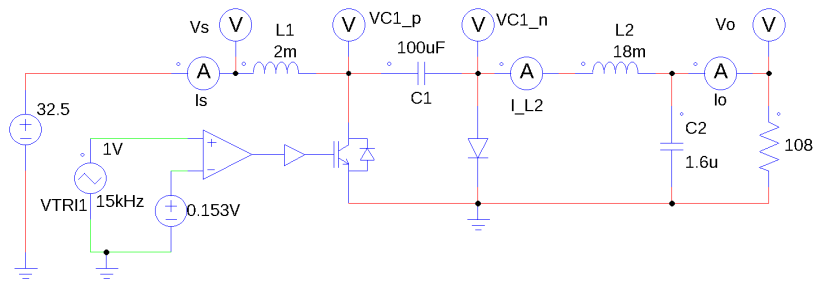 Vs
VC1_p
VC1_n
Vo
V
V
V
V
L1
2m
100uF
L2
18m
A
A
A
Is
C1
I_L2
Io
32.5
+
−
1V
+
−
C2
1.6u
108
VTRI1
15kHz
+
−
0.153V